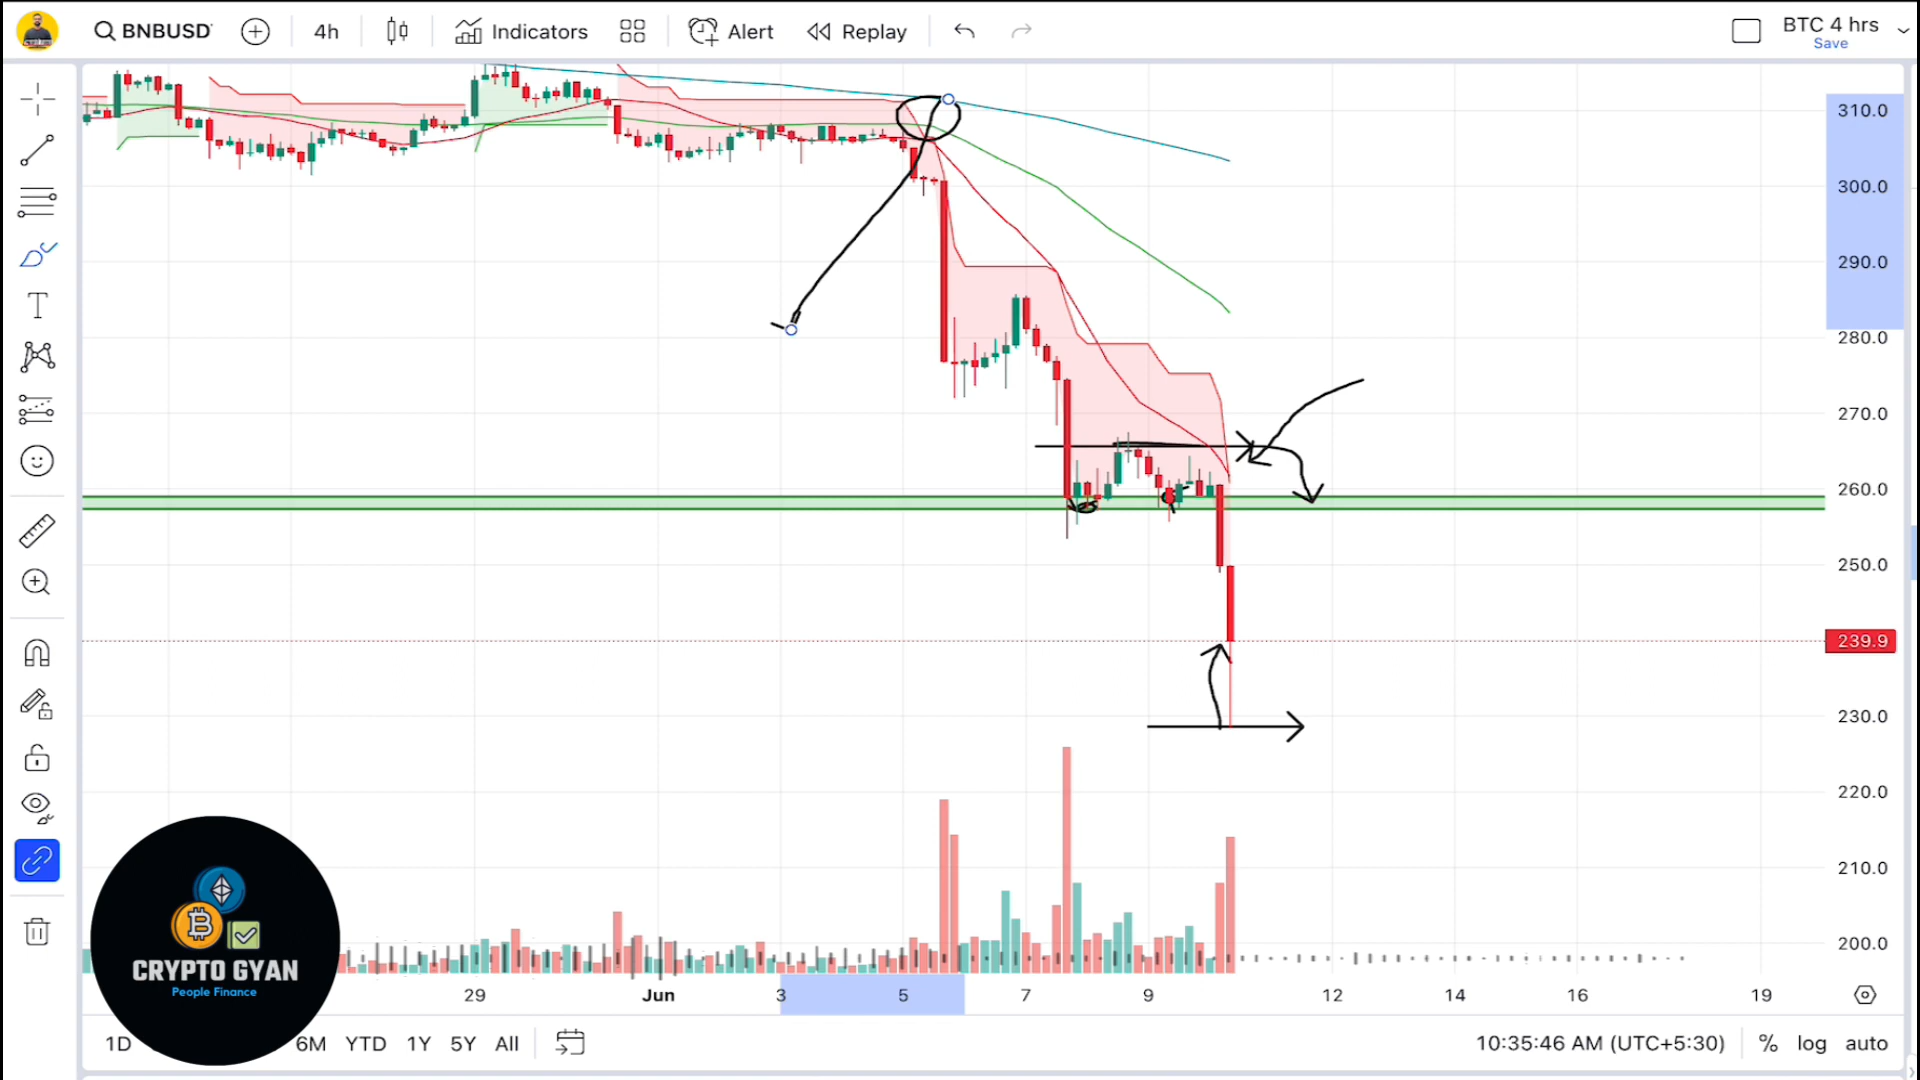 BNBUSD
4h
Indicators
Alert
Replay
BTC 4 hrs
Save
310.0
300.0
290.0
280.0
270.0
260.0
250.0
239.9
230.0
220.0
210.0
200.0
29 Jun 3 5 7 9 12 14 16 19
CRYPTO GYAN
People Finance
1D 6M YTD 1Y 5Y All
10:35:46 AM (UTC+5:30) % log auto